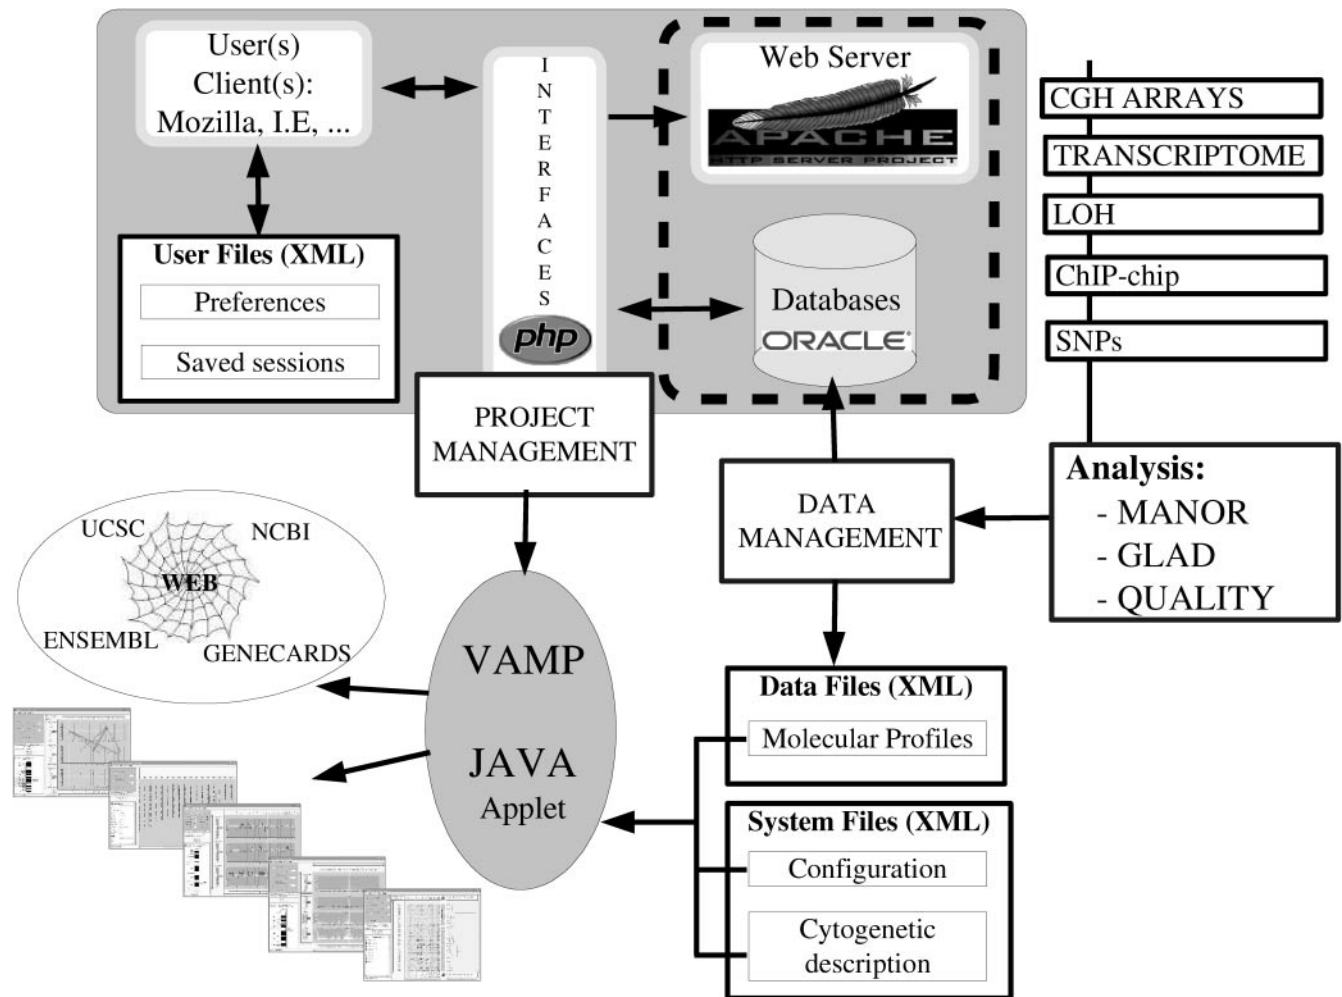 User(s)
Client(s):
Mozilla, I.E, ...
User Files (XML)
Preferences
Saved sessions
INTERFACES
php
Web Server
APACHE
HTTP SERVER PROJECT
Databases
ORACLE
CGH ARRAYS
TRANSCRIPTOME
LOH
ChIP-chip
SNPs
PROJECT
MANAGEMENT
DATA
MANAGEMENT
Analysis:
- MANOR
- GLAD
- QUALITY
UCSC
NCBI
WEB
ENSEMBL
GENECARDS
VAMP
JAVA
Applet
Data Files (XML)
Molecular Profiles
System Files (XML)
Configuration
Cytogenetic
description